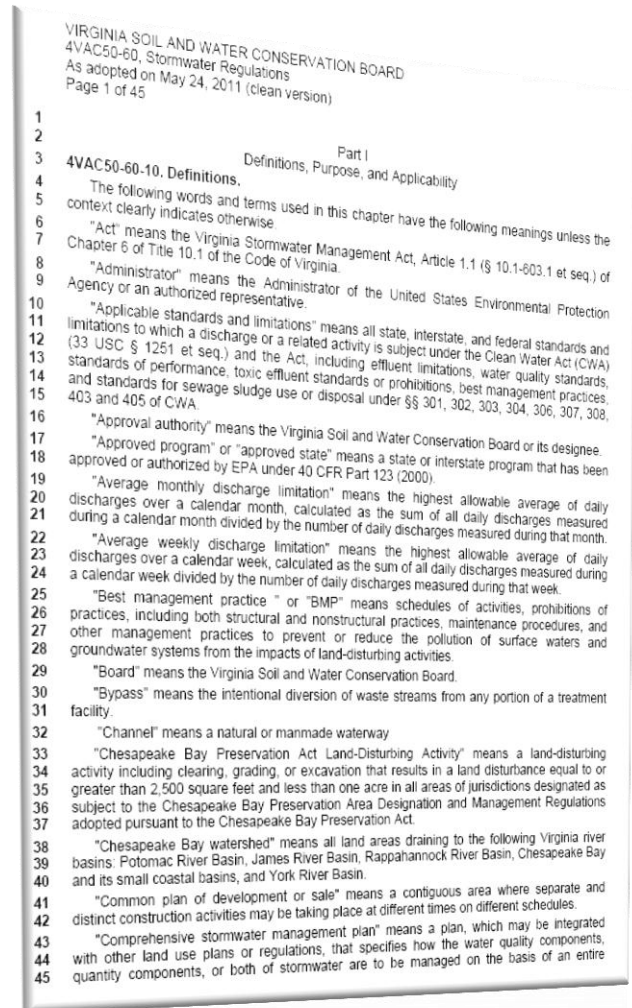 VIRGINIA SOIL AND WATER CONSERVATION BOARD
4VAC50-60, Stormwater Regulations
As adopted on May 24, 2011 (clean version)
Page 1 of 45
1
2
Part I
3 Definitions, Purpose, and Applicability
4 4VAC50-60-10. Definitions.
5 The following words and terms used in this chapter have the following meanings unless the
6 context clearly indicates otherwise
7 "Act" means the Virginia Stormwater Management Act, Article 1.1 (§ 10.1-603.1 et seq.) of
Chapter 6 of Title 10.1 of the Code of Virginia.
8 "Administrator" means the Administrator of the United States Environmental Protection
9 Agency or an authorized representative.
10 "Applicable standards and limitations" means all state, interstate, and federal standards and
11 limitations to which a discharge or a related activity is subject under the Clean Water Act (CWA)
12 (33 USC § 1251 et seq.) and the Act, including effluent limitations, water quality standards,
13 standards of performance, toxic effluent standards or prohibitions, best management practices,
14 and standards for sewage sludge use or disposal under §§ 301, 302, 303, 304, 306, 307, 308,
15 403 and 405 of CWA.
16 "Approval authority" means the Virginia Soil and Water Conservation Board or its designee.
17 "Approved program" or "approved state" means a state or interstate program that has been
18 approved or authorized by EPA under 40 CFR Part 123 (2000).
19 "Average monthly discharge limitation" means the highest allowable average of daily
20 discharges over a calendar month, calculated as the sum of all daily discharges measured
21 during a calendar month divided by the number of daily discharges measured during that month.
22 "Average weekly discharge limitation" means the highest allowable average of daily
23 discharges over a calendar week, calculated as the sum of all daily discharges measured during
24 a calendar week divided by the number of daily discharges measured during that week.
25 "Best management practice " or "BMP" means schedules of activities, prohibitions of
26 practices, including both structural and nonstructural practices, maintenance procedures, and
27 other management practices to prevent or reduce the pollution of surface waters and
28 groundwater systems from the impacts of land-disturbing activities.
29 "Board" means the Virginia Soil and Water Conservation Board.
30 "Bypass" means the intentional diversion of waste streams from any portion of a treatment
31 facility.
32 "Channel" means a natural or manmade waterway
33 "Chesapeake Bay Preservation Act Land-Disturbing Activity" means a land-disturbing
34 activity including clearing, grading, or excavation that results in a land disturbance equal to or
35 greater than 2,500 square feet and less than one acre in all areas of jurisdictions designated as
36 subject to the Chesapeake Bay Preservation Area Designation and Management Regulations
37 adopted pursuant to the Chesapeake Bay Preservation Act.
38 "Chesapeake Bay watershed" means all land areas draining to the following Virginia river
39 basins: Potomac River Basin, James River Basin, Rappahannock River Basin, Chesapeake Bay
40 and its small coastal basins, and York River Basin.
41 "Common plan of development or sale" means a contiguous area where separate and
42 distinct construction activities may be taking place at different times on different schedules.
43 "Comprehensive stormwater management plan" means a plan, which may be integrated
44 with other land use plans or regulations, that specifies how the water quality components,
45 quantity components, or both of stormwater are to be managed on the basis of an entire